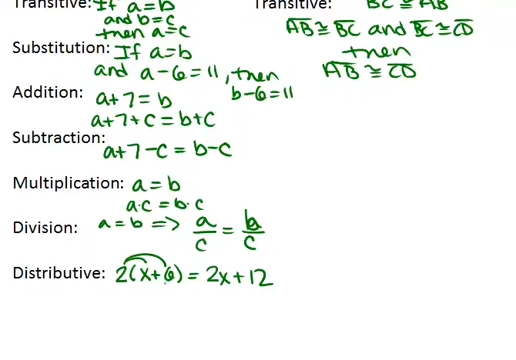 Transitive: If a=b
and b=c
then a=c
Substitution: If a=b
and a-6=11, then
b-6=11
Addition: a+7=b
a+7+c=b+c
Subtraction:
a+7-c=b-c
Multiplication: a=b
a·c=b·c
Division: a=b => a/c = b/c
Distributive: 2(x+6)=2x+12
Transitive: BC≅AB
AB≅BC and BC≅CD
then
AB≅CD